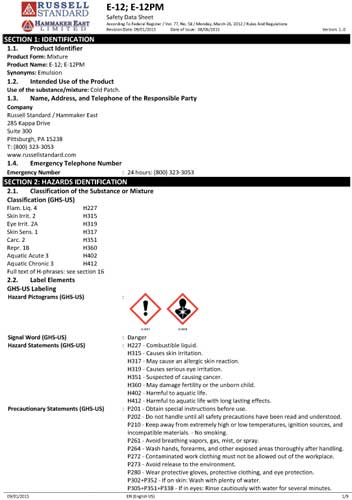 RUSSELL
STANDARD
HAMMAKER EAST
LIMITED
E-12; E-12PM
Safety Data Sheet
According To Federal Register / Vol. 77, No. 58 / Monday, March 26, 2012 / Rules And Regulations
Revision Date: 09/01/2015 Date of issue: 08/06/2015 Version: 1.0
SECTION 1: IDENTIFICATION
1.1. Product Identifier
Product Form: Mixture
Product Name: E-12; E-12PM
Synonyms: Emulsion
1.2. Intended Use of the Product
Use of the substance/mixture: Cold Patch.
1.3. Name, Address, and Telephone of the Responsible Party
Company
Russell Standard / Hammaker East
285 Kappa Drive
Suite 300
Pittsburgh, PA 15238
T: (800) 323-3053
www.russellstandard.com
1.4. Emergency Telephone Number
Emergency Number : 24 hours: (800) 323-3053
SECTION 2: HAZARDS IDENTIFICATION
2.1. Classification of the Substance or Mixture
Classification (GHS-US)
Flam. Liq. 4 H227
Skin Irrit. 2 H315
Eye Irrit. 2A H319
Skin Sens. 1 H317
Carc. 2 H351
Repr. 1B H360
Aquatic Acute 3 H402
Aquatic Chronic 3 H412
Full text of H-phrases: see section 16
2.2. Label Elements
GHS-US Labeling
Hazard Pictograms (GHS-US) :
Signal Word (GHS-US) : Danger
Hazard Statements (GHS-US) : H227 - Combustible liquid.
H315 - Causes skin irritation.
H317 - May cause an allergic skin reaction.
H319 - Causes serious eye irritation.
H351 - Suspected of causing cancer.
H360 - May damage fertility or the unborn child.
H402 - Harmful to aquatic life.
H412 - Harmful to aquatic life with long lasting effects.
Precautionary Statements (GHS-US) : P201 - Obtain special instructions before use.
P202 - Do not handle until all safety precautions have been read and understood.
P210 - Keep away from extremely high or low temperatures, ignition sources, and
incompatible materials. - No smoking.
P261 - Avoid breathing vapors, gas, mist, or spray.
P264 - Wash hands, forearms, and other exposed areas thoroughly after handling.
P272 - Contaminated work clothing must not be allowed out of the workplace.
P273 - Avoid release to the environment.
P280 - Wear protective gloves, protective clothing, and eye protection.
P302+P352 - If on skin: Wash with plenty of water.
P305+P351+P338 - If in eyes: Rinse cautiously with water for several minutes.
09/01/2015 EN (English US) 1/9